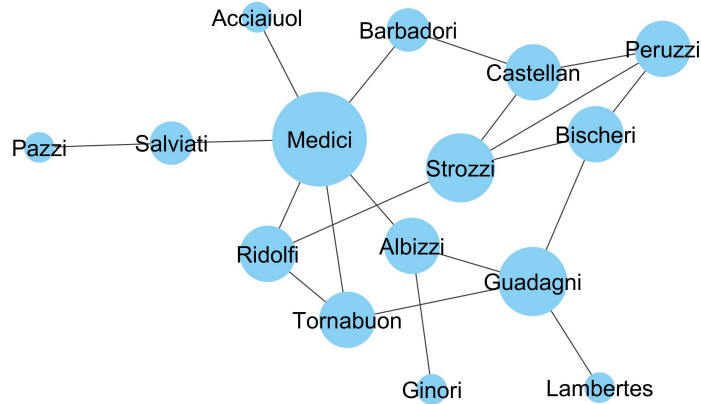 Acciaiuol
Barbadori
Peruzzi
Castellan
Medici
Bischeri
Pazzi
Salviati
Strozzi
Ridolfi
Albizzi
Guadagni
Tornabuon
Ginori
Lambertes